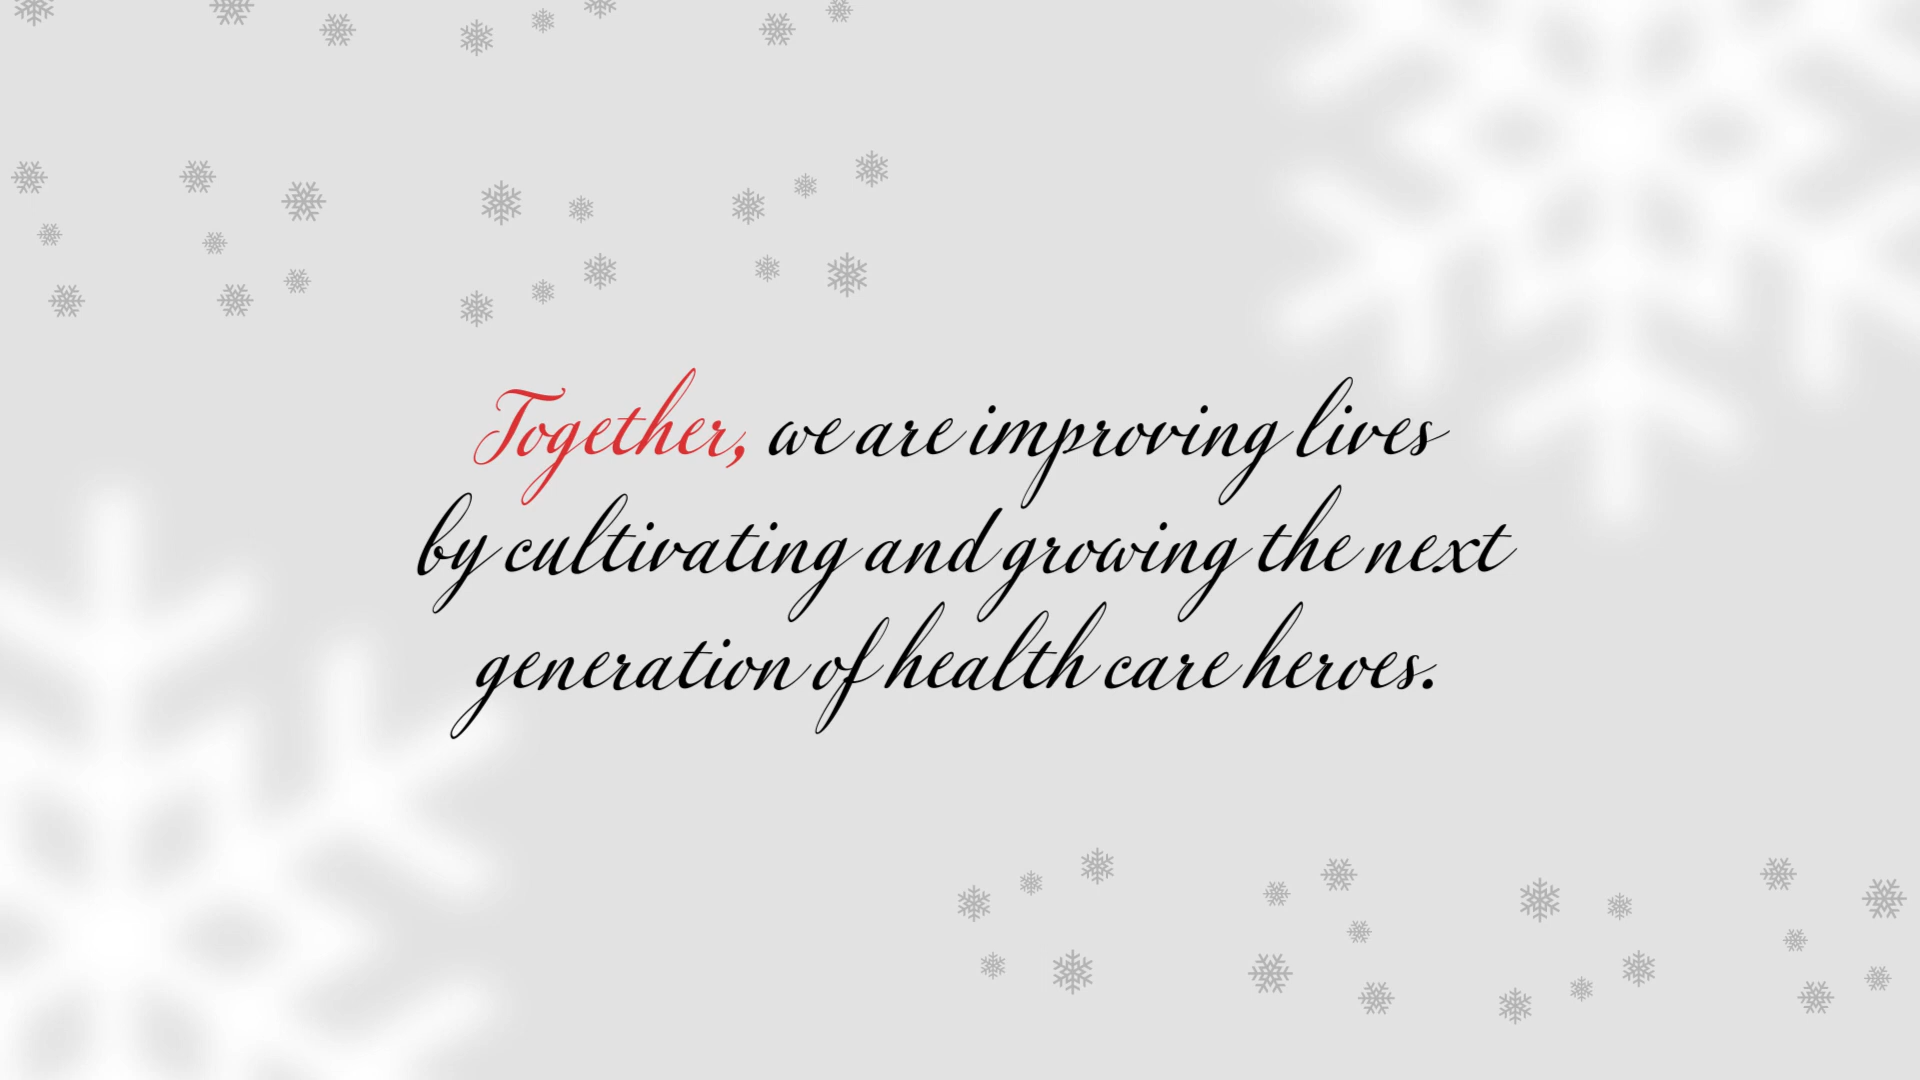 Together, we are improving lives
by cultivating and growing the next
generation of health care heroes.